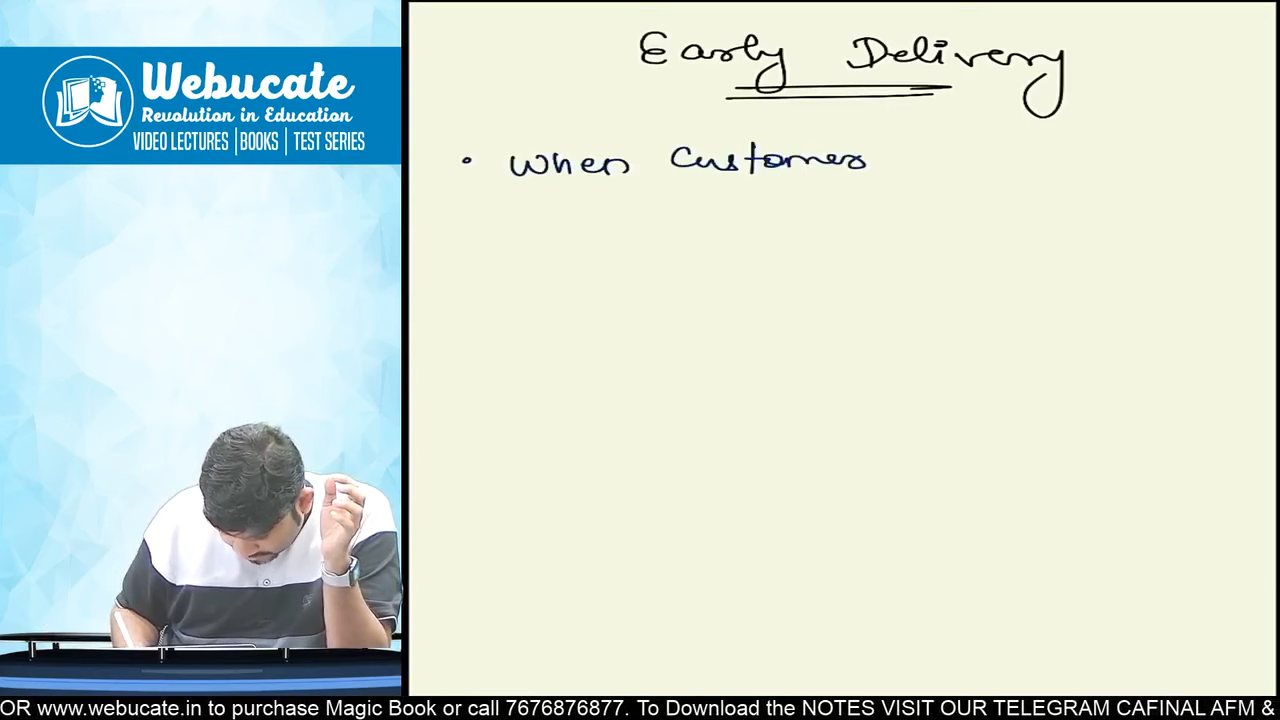 Webucate
Revolution in Education
VIDEO LECTURES | BOOKS | TEST SERIES
Early Delivery
• When Customer
OR www.webucate.in to purchase Magic Book or call 7676876877. To Download the NOTES VISIT OUR TELEGRAM CAFINAL AFM &